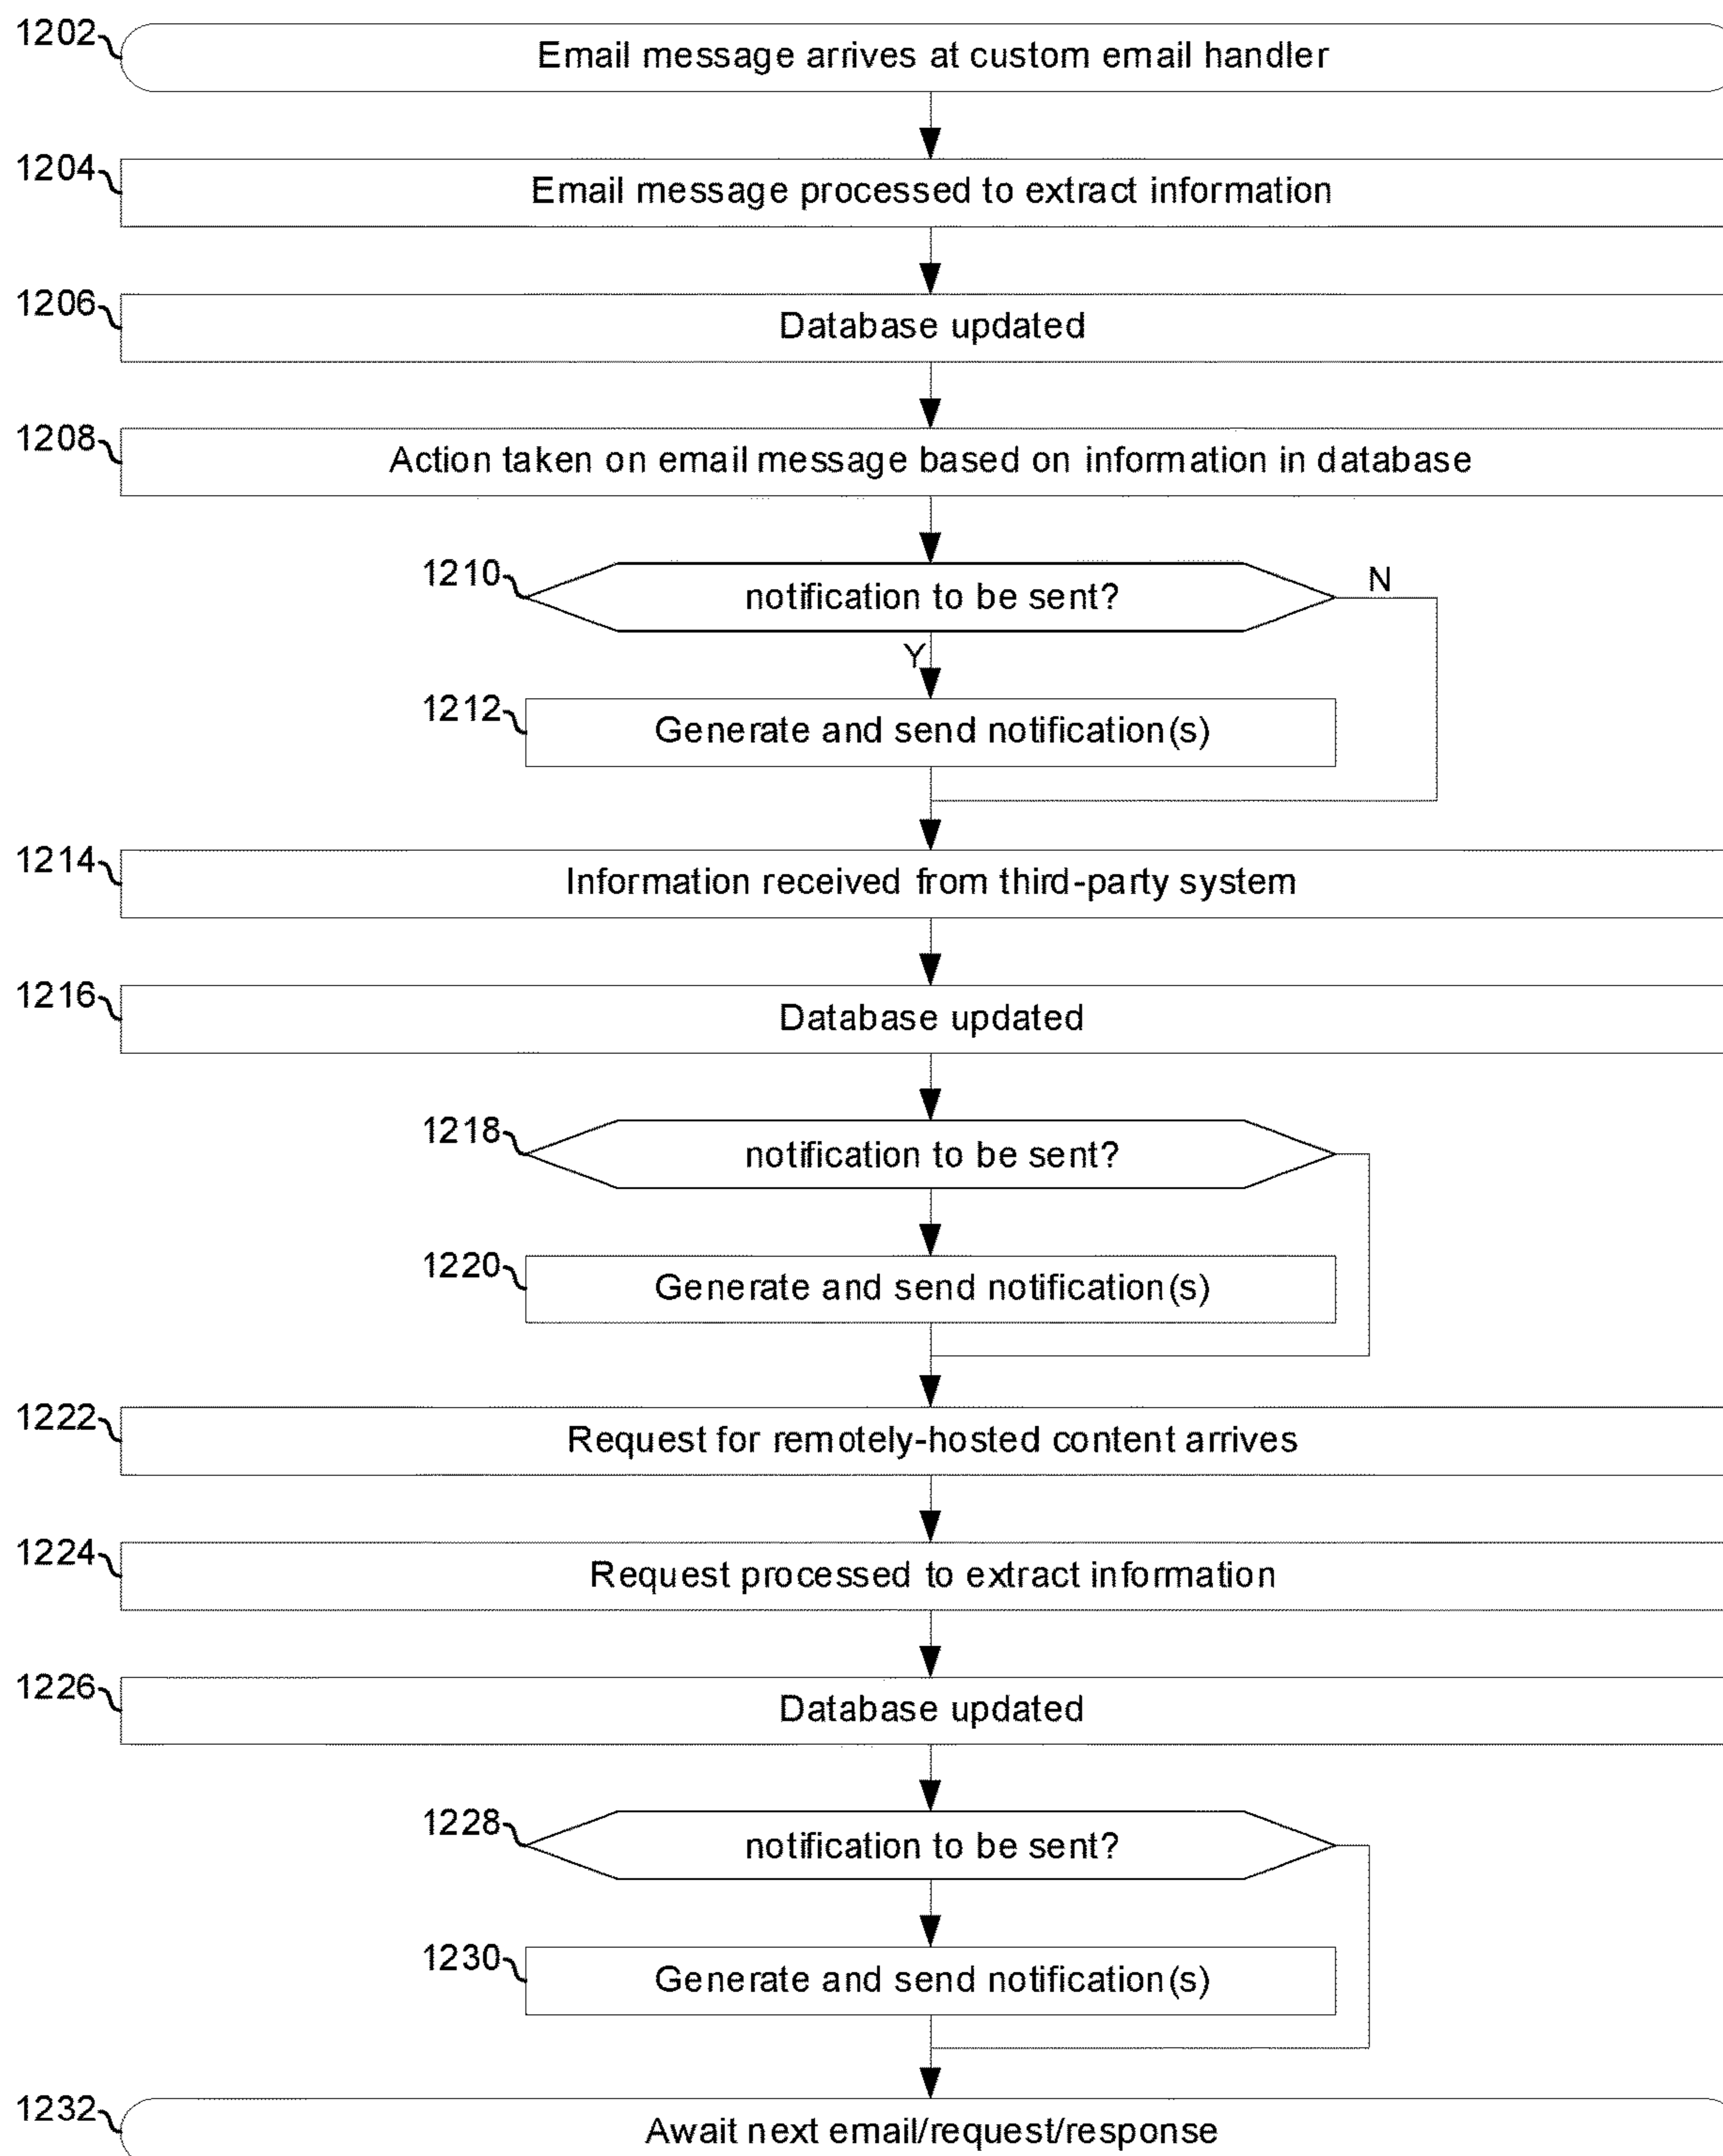 1202 Email message arrives at custom email handler
1204 Email message processed to extract information
1206 Database updated
1208 Action taken on email message based on information in database
1210 notification to be sent? N
Y
1212 Generate and send notification(s)
1214 Information received from third-party system
1216 Database updated
1218 notification to be sent?
1220 Generate and send notification(s)
1222 Request for remotely-hosted content arrives
1224 Request processed to extract information
1226 Database updated
1228 notification to be sent?
1230 Generate and send notification(s)
1232 Await next email/request/response